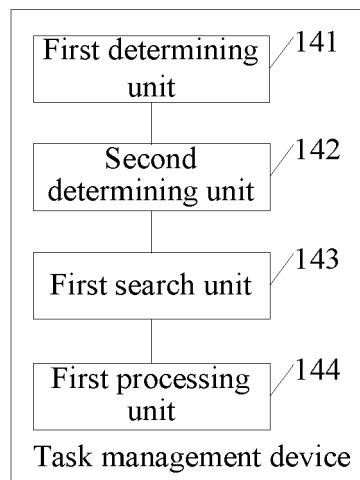 First determining
unit
141
Second
determining unit
142
First search unit
143
First processing
unit
144
Task management device